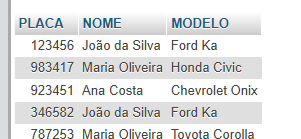 PLACA NOME MODELO
123456 João da Silva Ford Ka
983417 Maria Oliveira Honda Civic
923451 Ana Costa Chevrolet Onix
346582 João da Silva Ford Ka
787253 Maria Oliveira Toyota Corolla